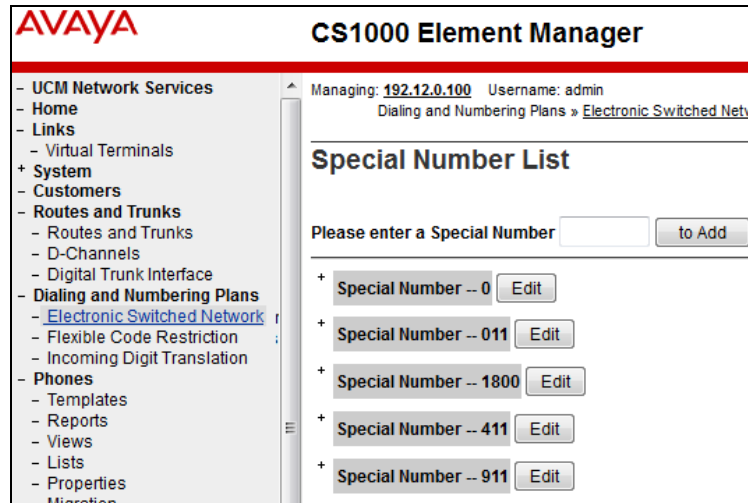 AVAYA
CS1000 Element Manager
- UCM Network Services
- Home
- Links
- Virtual Terminals
+ System
- Customers
- Routes and Trunks
- Routes and Trunks
- D-Channels
- Digital Trunk Interface
- Dialing and Numbering Plans
- Electronic Switched Network
- Flexible Code Restriction
- Incoming Digit Translation
- Phones
- Templates
- Reports
- Views
- Lists
- Properties
- Migration
Managing: 192.12.0.100 Username: admin
Dialing and Numbering Plans » Electronic Switched Netw
Special Number List
Please enter a Special Number to Add
+ Special Number -- 0 Edit
+ Special Number -- 011 Edit
+ Special Number -- 1800 Edit
+ Special Number -- 411 Edit
+ Special Number -- 911 Edit